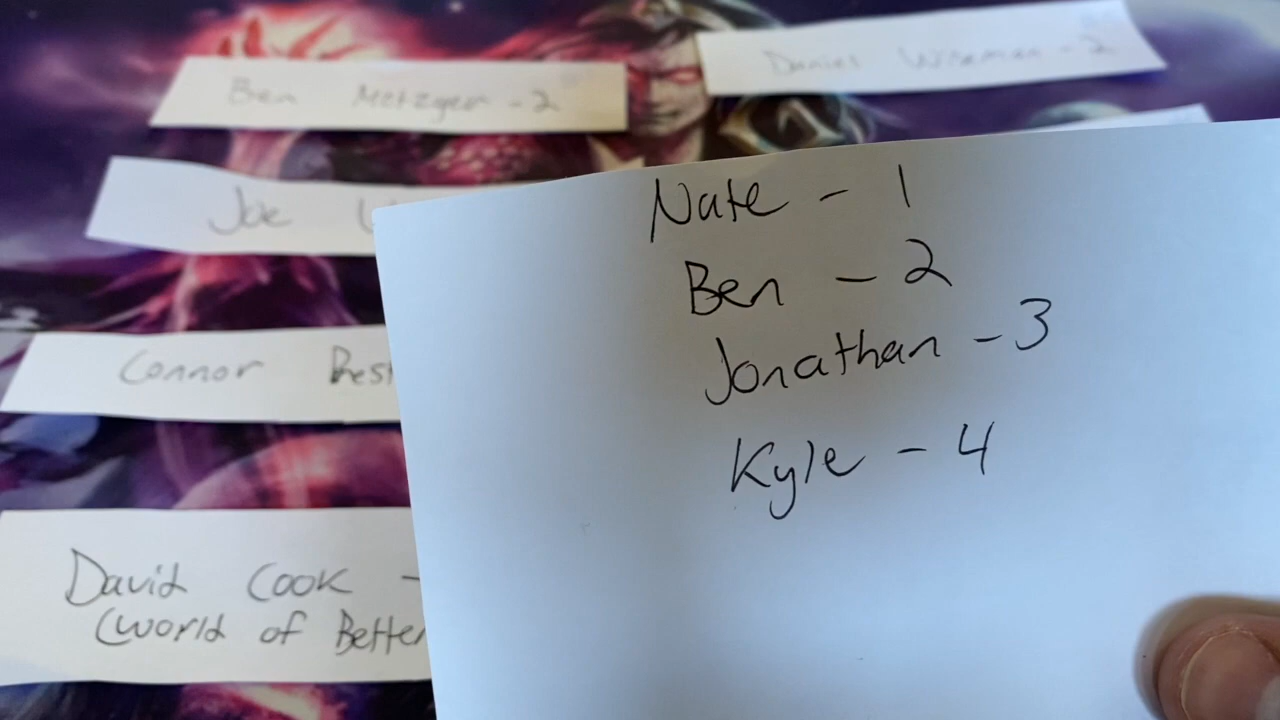 Ben Metzger - 2
Daniel Wiseman - 2
Joe
Connor
David Cook -
(World of Better
Nate - 1
Ben - 2
Jonathan - 3
Kyle - 4